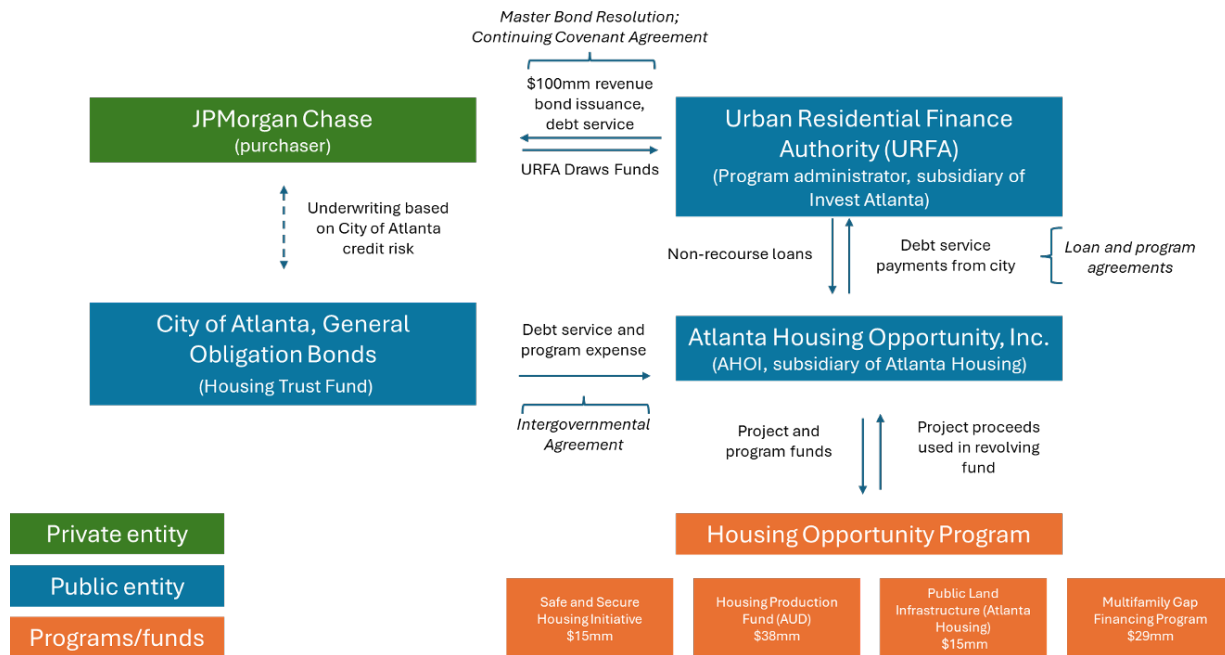 Master Bond Resolution;
Continuing Covenant Agreement
$100mm revenue
bond issuance,
debt service
URFA Draws Funds
JPMorgan Chase
(purchaser)
Urban Residential Finance
Authority (URFA)
(Program administrator, subsidiary of
Invest Atlanta)
Underwriting based
on City of Atlanta
credit risk
Non-recourse loans
Debt service
payments from city
Loan and program
agreements
City of Atlanta, General
Obligation Bonds
(Housing Trust Fund)
Debt service and
program expense
Intergovernmental
Agreement
Atlanta Housing Opportunity, Inc.
(AHOI, subsidiary of Atlanta Housing)
Project and
program funds
Project proceeds
used in revolving
fund
Private entity
Public entity
Programs/funds
Housing Opportunity Program
Safe and Secure
Housing Initiative
$15mm
Housing Production
Fund (AUD)
$38mm
Public Land
Infrastructure (Atlanta
Housing)
$15mm
Multifamily Gap
Financing Program
$29mm